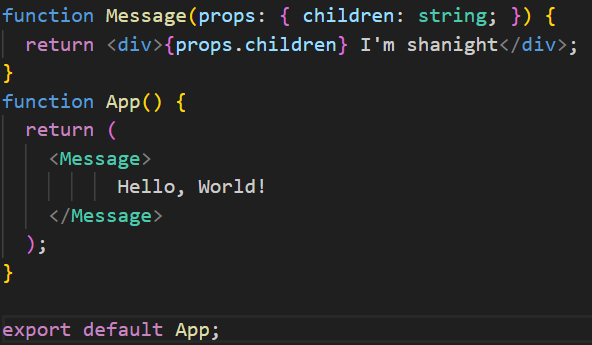 function Message(props: { children: string; }) {
  return <div>{props.children} I'm shanight</div>;
}
function App() {
  return (
    <Message>
          Hello, World!
    </Message>
  );
}

export default App;